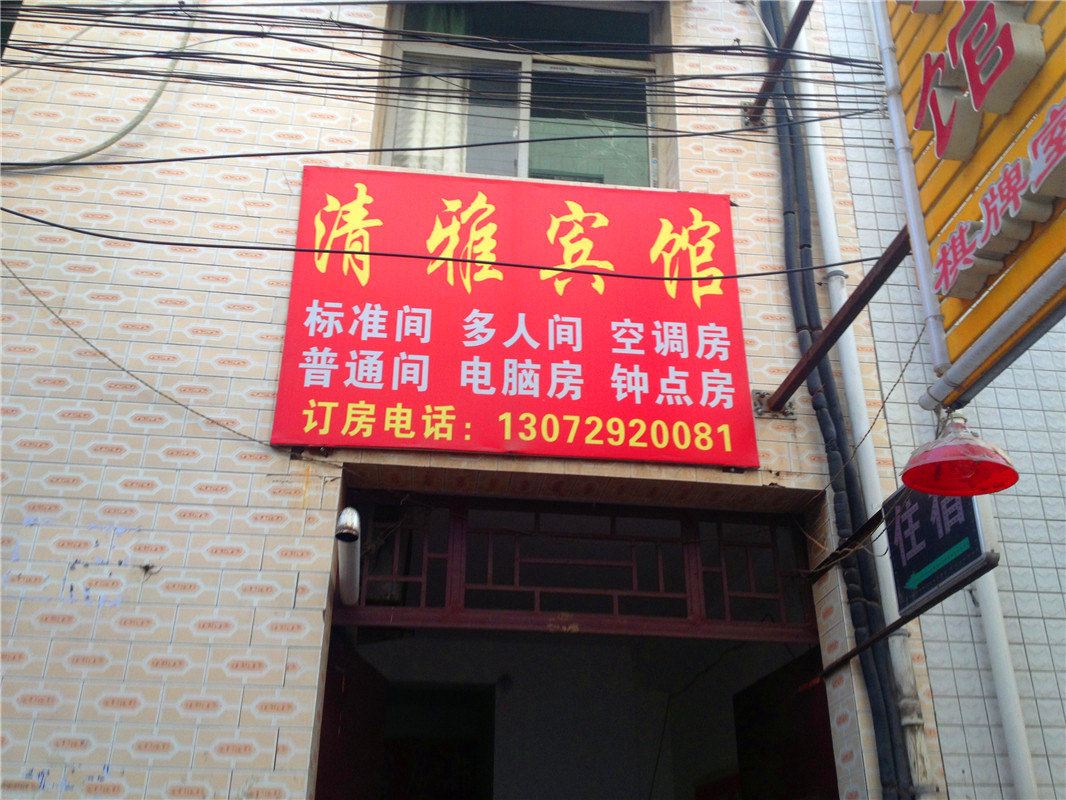 清雅宾馆
标准间 多人间 空调房
普通间 电脑房 钟点房
订房电话：13072920081
馆
棋牌室
住宿